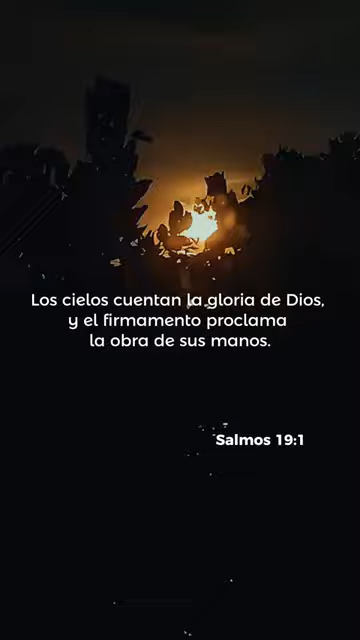 Los cielos cuentan la gloria de Dios,
y el firmamento proclama
la obra de sus manos.
Salmos 19:1